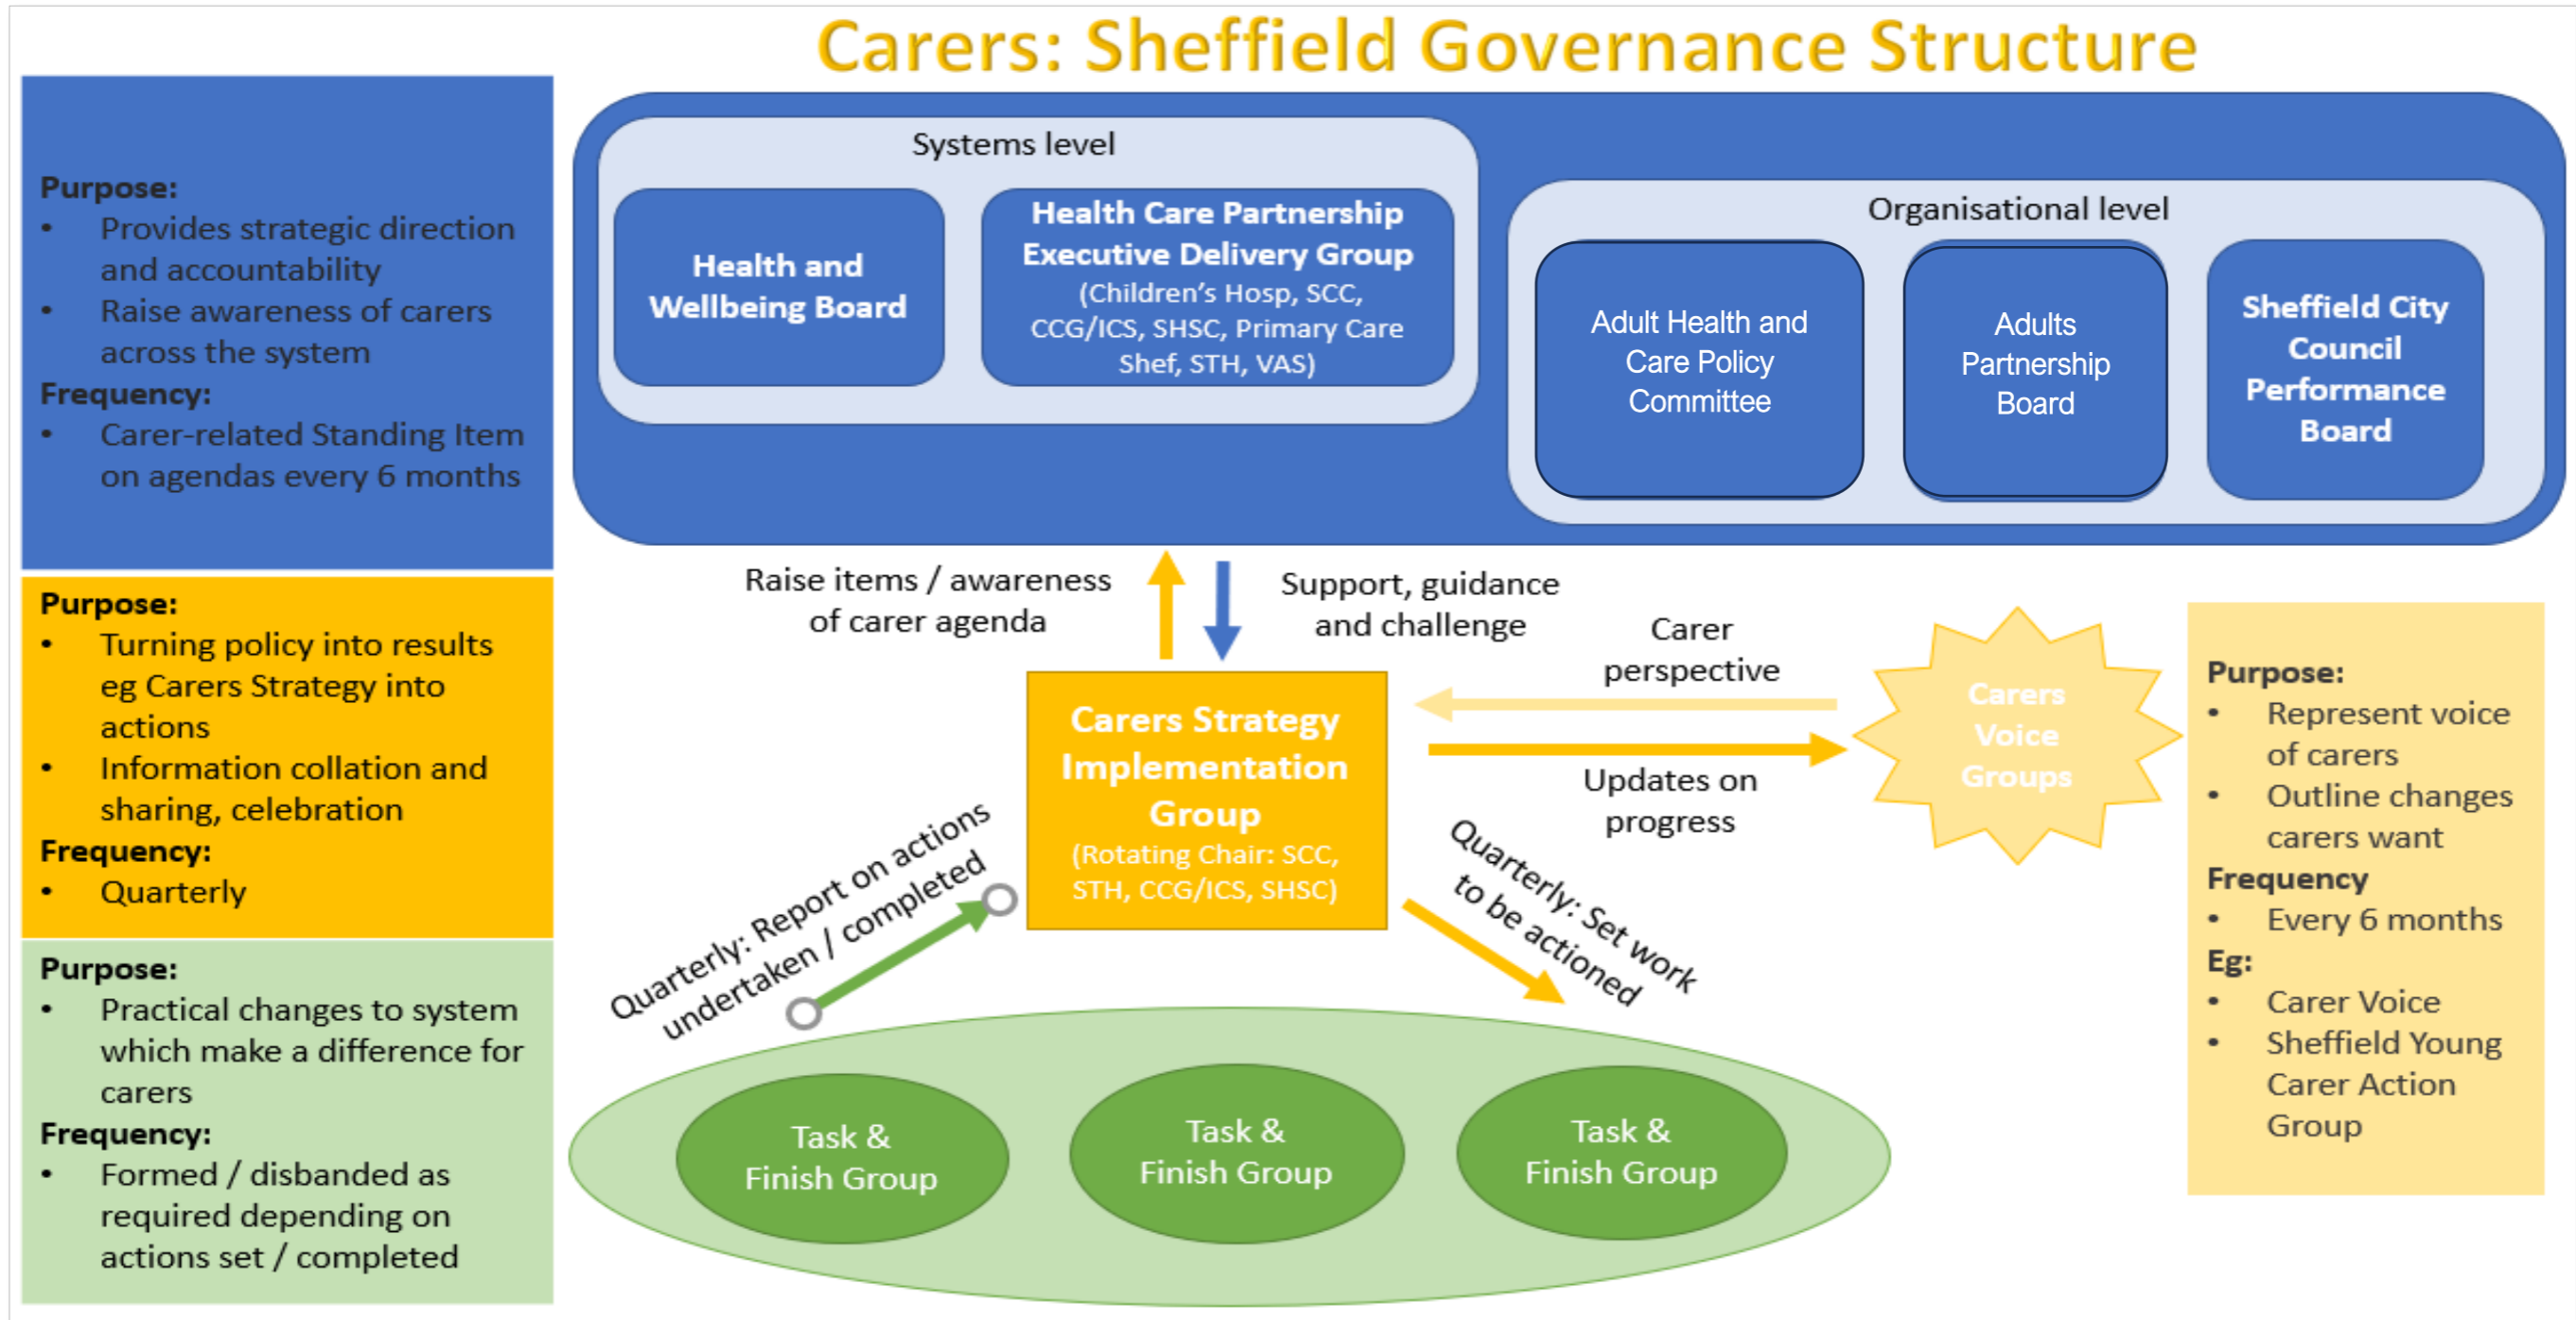 Carers: Sheffield Governance Structure
Purpose:
• Provides strategic direction
and accountability
• Raise awareness of carers
across the system
Frequency:
• Carer-related Standing Item
on agendas every 6 months
Systems level
Health and
Wellbeing Board
Health Care Partnership
Executive Delivery Group
(Children's Hosp, SCC,
CCG/ICS, SHSC, Primary Care
Shef, STH, VAS)
Organisational level
Adult Health and
Care Policy
Committee
Adults
Partnership
Board
Sheffield City
Council
Performance
Board
Raise items / awareness
of carer agenda
Support, guidance
and challenge
Purpose:
• Turning policy into results
eg Carers Strategy into
actions
• Information collation and
sharing, celebration
Frequency:
• Quarterly
Carers Strategy
Implementation
Group
(Rotating Chair: SCC,
STH, CCG/ICS, SHSC)
Carer
perspective
Updates on
progress
Carers
Voice
Groups
Purpose:
• Represent voice
of carers
• Outline changes
carers want
Frequency
• Every 6 months
Eg:
• Carer Voice
• Sheffield Young
Carer Action
Group
Quarterly: Report on actions
undertaken / completed
Quarterly: Set work
to be actioned
Purpose:
• Practical changes to system
which make a difference for
carers
Frequency:
• Formed / disbanded as
required depending on
actions set / completed
Task &
Finish Group
Task &
Finish Group
Task &
Finish Group